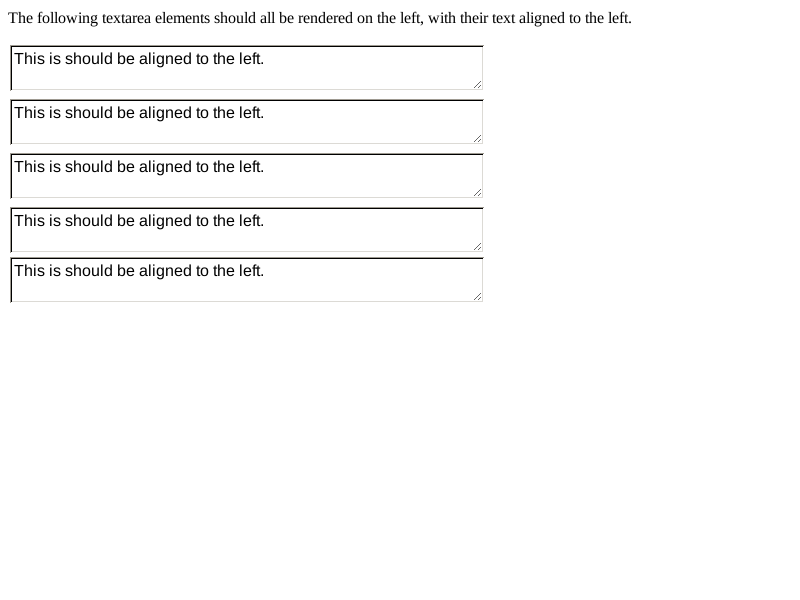 The following textarea elements should all be rendered on the left, with their text aligned to the left.
This is should be aligned to the left.
This is should be aligned to the left.
This is should be aligned to the left.
This is should be aligned to the left.
This is should be aligned to the left.